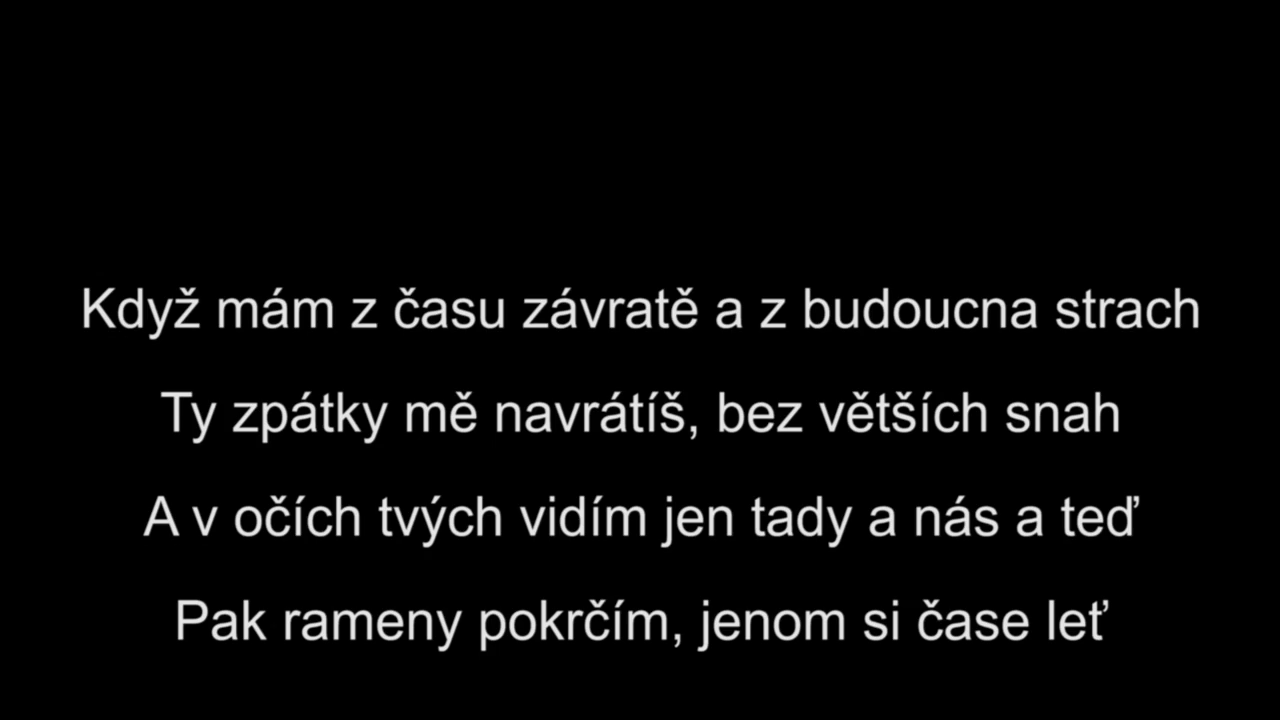 Když mám z času závratě a z budoucna strach
Ty zpátky mě navrátíš, bez větších snah
A v očích tvých vidím jen tady a nás a teď
Pak rameny pokrčím, jenom si čase leť